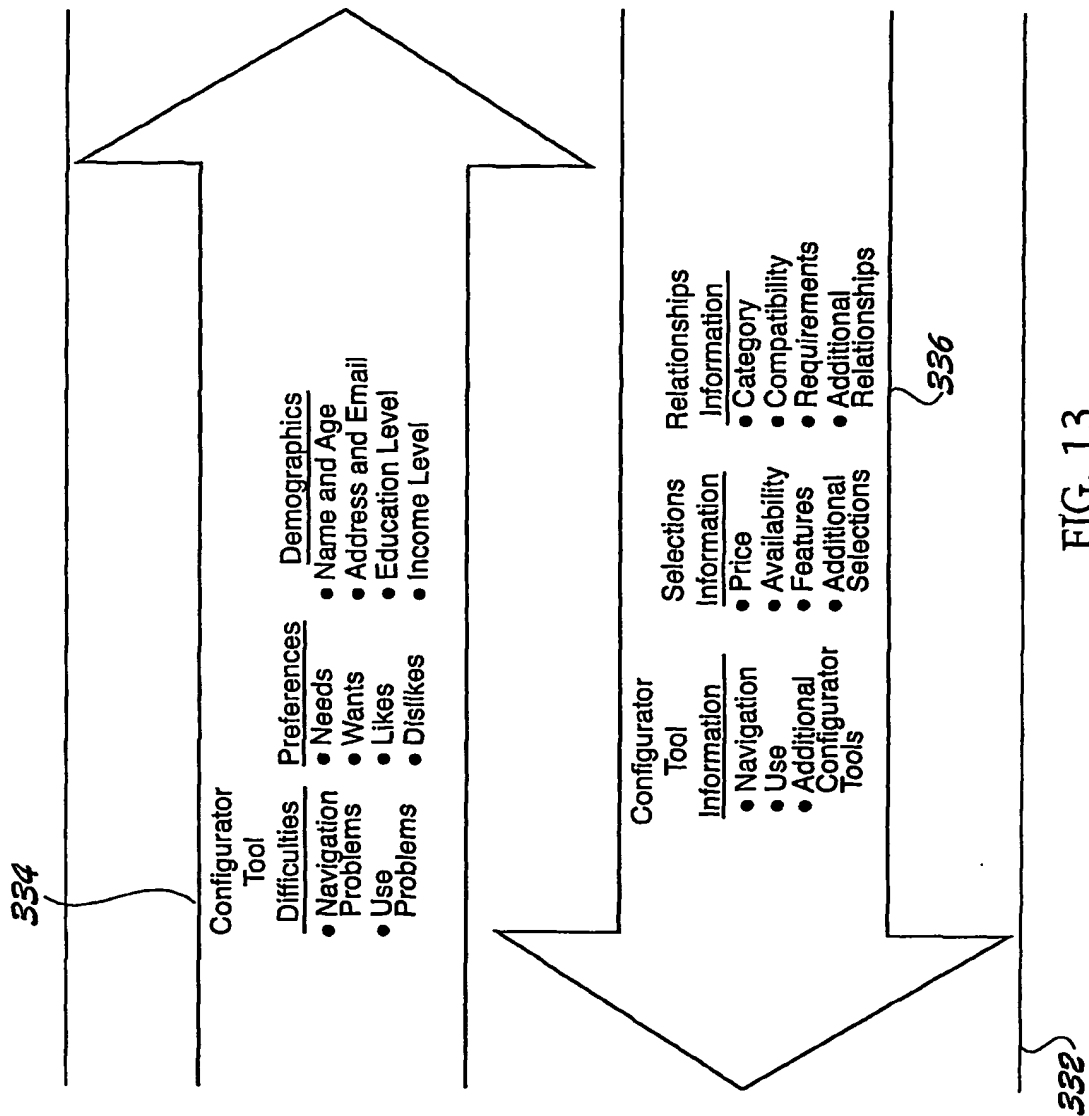 334
Configurator
Tool
Difficulties
• Navigation
Problems
• Use
Problems
Preferences
• Needs
• Wants
• Likes
• Dislikes
Demographics
• Name and Age
• Address and Email
• Education Level
• Income Level
Configurator
Tool
Information
• Navigation
• Use
• Additional
Configurator
Tools
Selections
Information
• Price
• Availability
• Features
• Additional
Selections
Relationships
Information
• Category
• Compatibility
• Requirements
• Additional
Relationships
336
332
FIG. 13